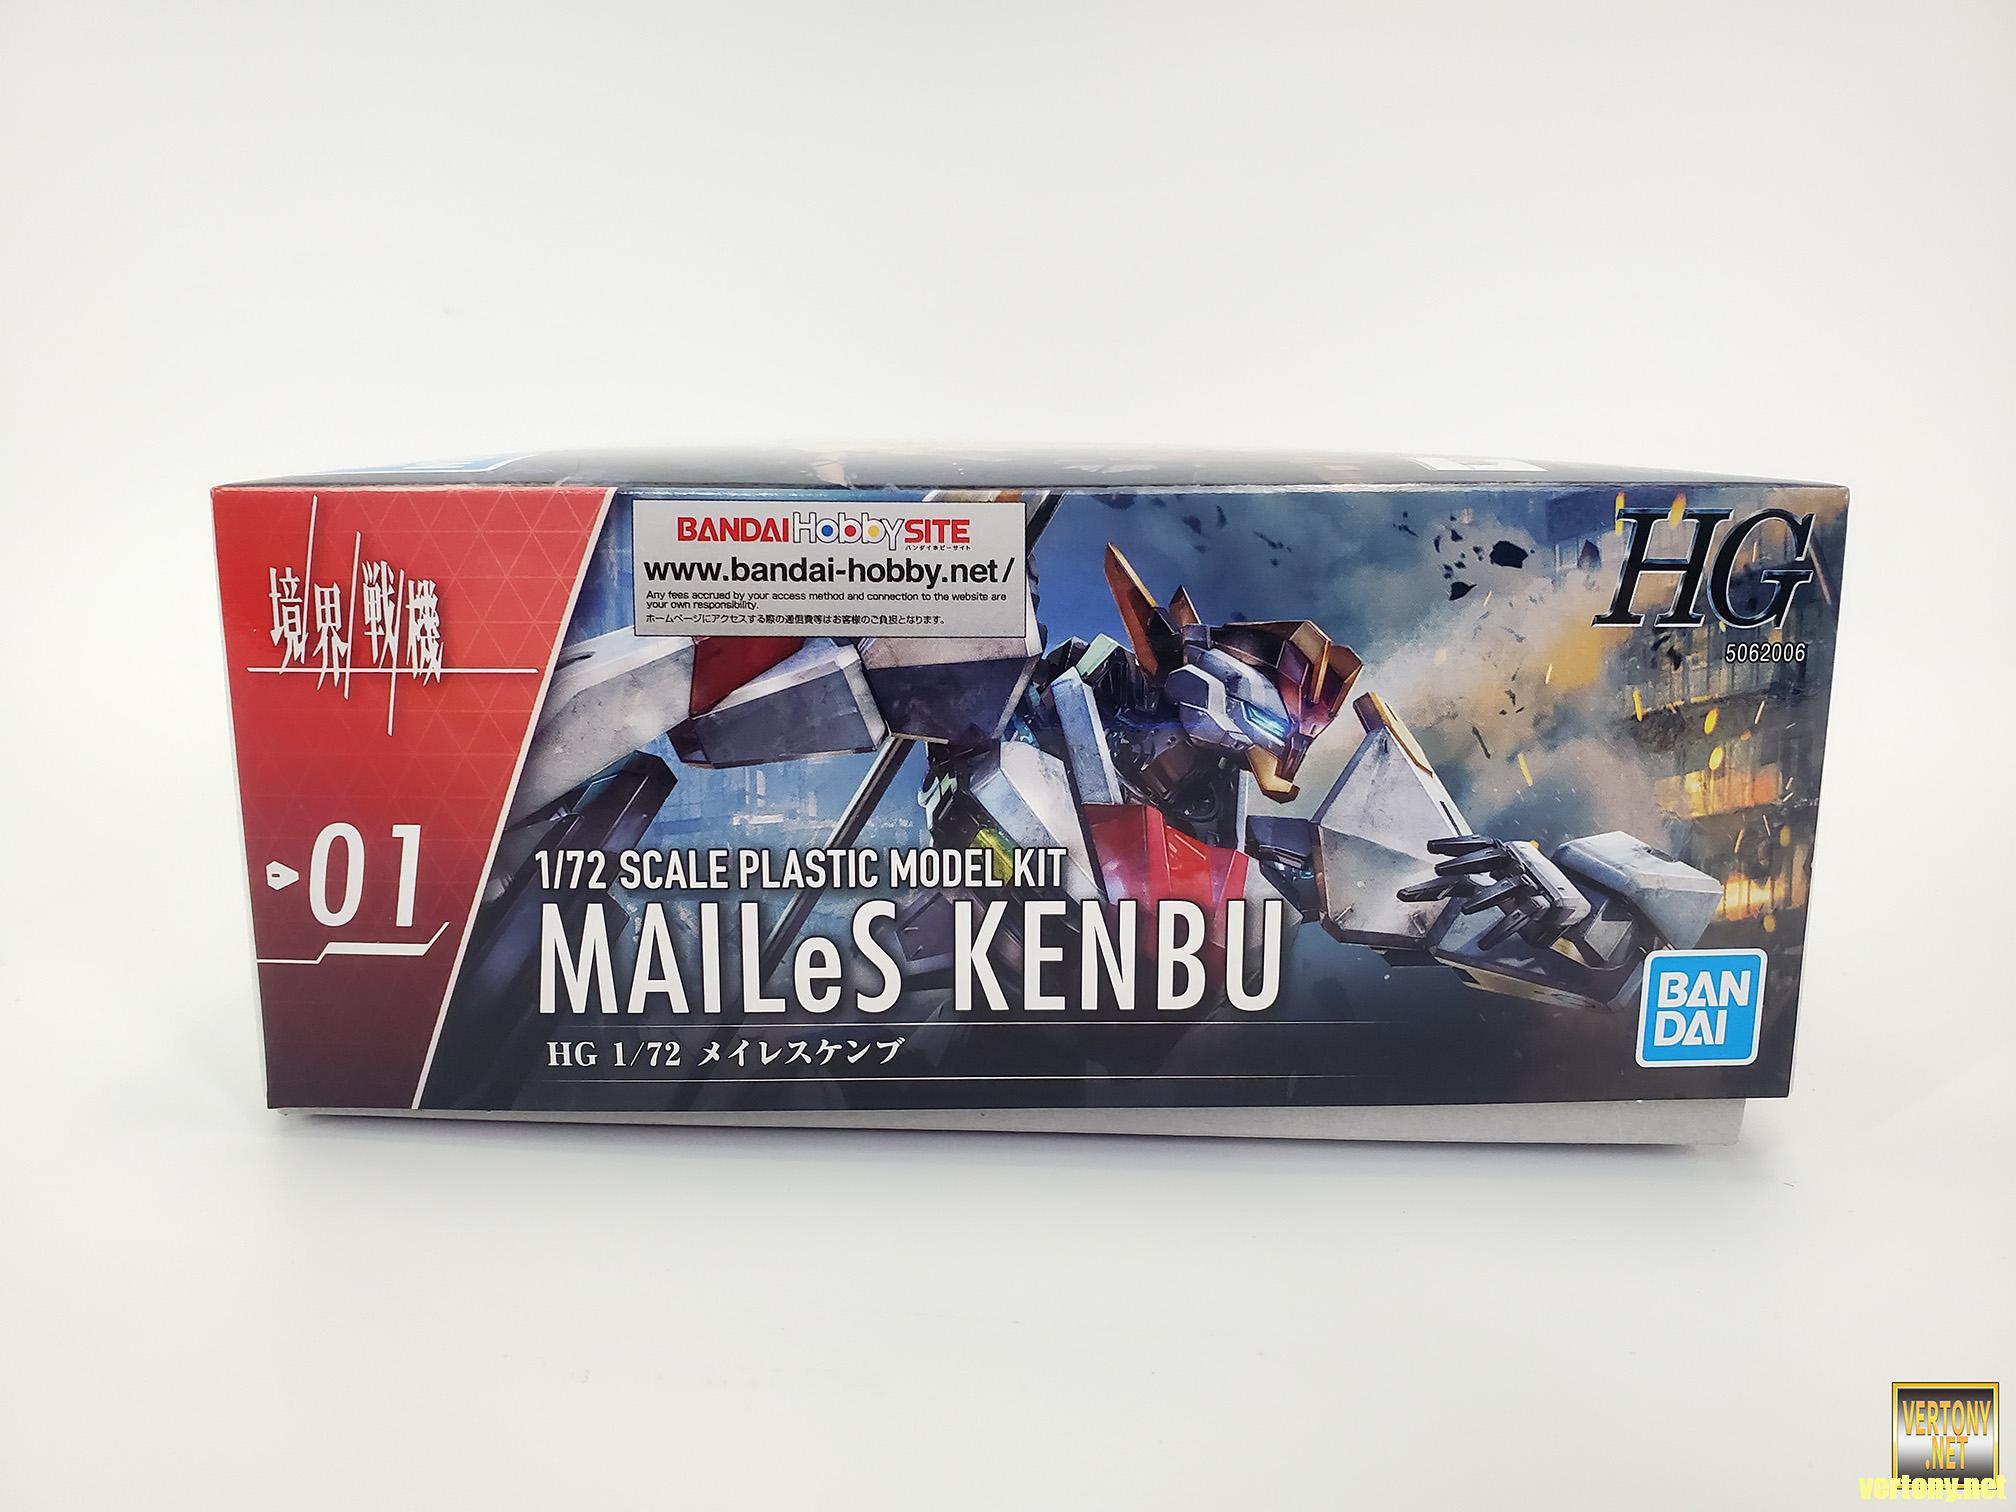 境界戦機
01
BANDAI HobbySITE
バンダイホビーサイト
www.bandai-hobby.net/
Any fees accrued by your access method and connection to the website are
your own responsibility.
ホームページにアクセスする際の通信費等はお客様のご負担となります。
HG
5062006
1/72 SCALE PLASTIC MODEL KIT
MAILeS KENBU
HG 1/72 メイレスケンブ
BAN
DAI
VERTONY
.NET
vertony.net